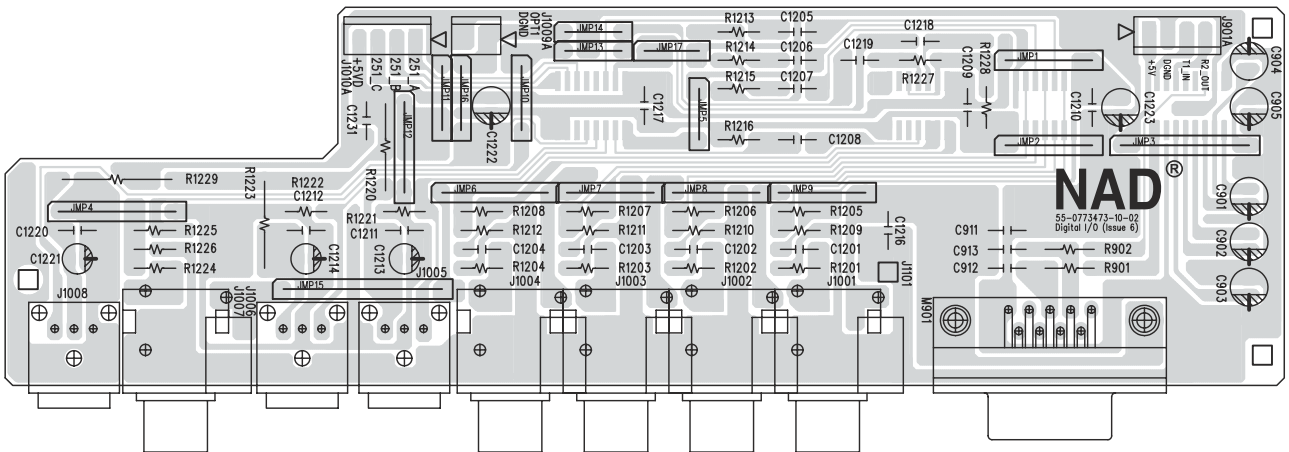 J1009A
OPT1
DGND
JMP14
JMP13
JMP17
R1213
C1205
R1214
C1206
R1215
C1207
R1216
C1208
C1218
C1219
R1227
C1209
R1228
JMP1
C1210
C1223
J901A
R2_OUT
T1_IN
DGND
+5V
C904
C905
251_A
251_B
251_C
+5VD
J1010A
C1231
JMP12
JMP11
JMP16
C1222
JMP10
C1217
JMP5
JMP2
JMP3
R1229
R1223
R1222
C1212
R1220
R1221
C1211
JMP4
C1220
C1221
R1225
R1226
R1224
C1214
C1213
JMP6
JMP7
JMP8
JMP9
R1208
R1207
R1206
R1205
R1212
R1211
R1210
R1209
C1204
C1203
C1202
C1201
R1204
R1203
R1202
R1201
C1216
NAD®
55-0773473-10-02
Digital I/O (Issue 6)
C911
C913
C912
R902
R901
C901
C902
C903
J1008
J1006
J1007
JMP15
J1005
J1004
J1003
J1002
J1001
J1101
M901